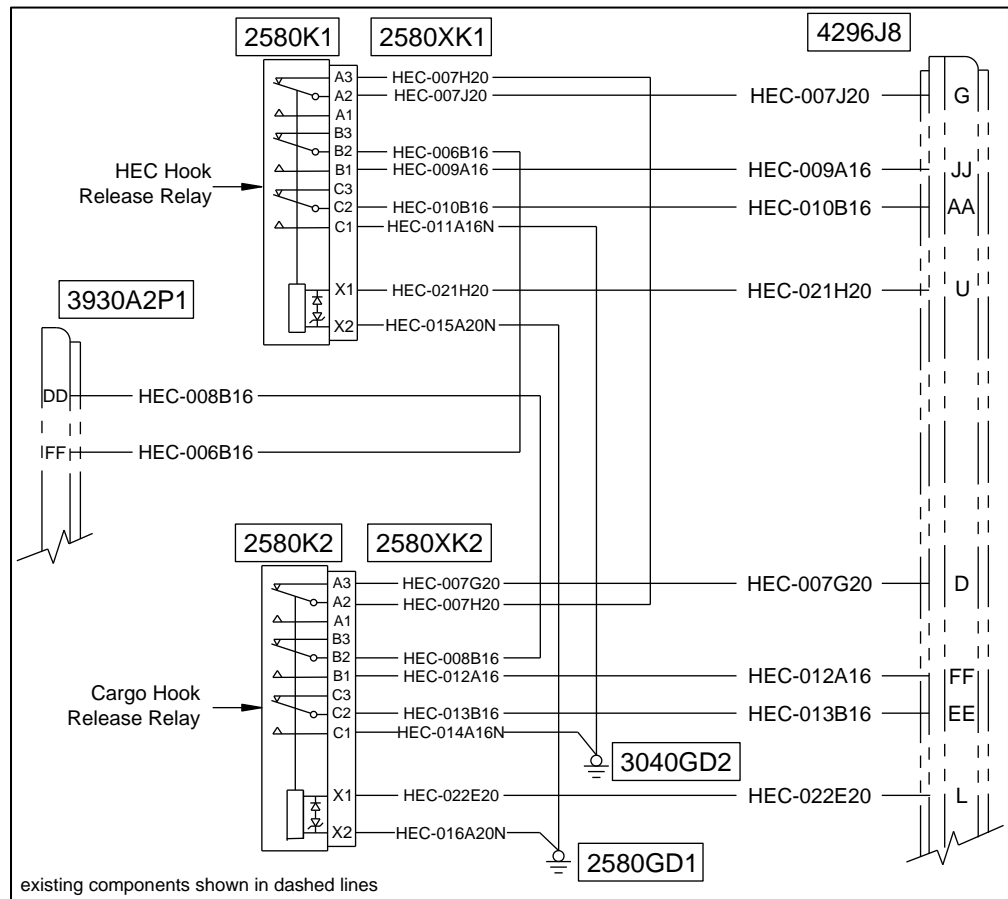 2580K1 2580XK1 4296J8
A3 HEC-007H20
A2 HEC-007J20 HEC-007J20 G
A1
B3
B2 HEC-006B16
B1 HEC-009A16 HEC-009A16 JJ
C3
C2 HEC-010B16 HEC-010B16 AA
C1 HEC-011A16N
HEC Hook
Release Relay
X1 HEC-021H20 HEC-021H20 U
X2 HEC-015A20N
3930A2P1
DD HEC-008B16
FF HEC-006B16
2580K2 2580XK2
A3 HEC-007G20 HEC-007G20 D
A2 HEC-007H20
A1
B3
B2 HEC-008B16
B1 HEC-012A16 HEC-012A16 FF
C3
C2 HEC-013B16 HEC-013B16 EE
C1 HEC-014A16N
Cargo Hook
Release Relay
3040GD2
X1 HEC-022E20 HEC-022E20 L
X2 HEC-016A20N
2580GD1
existing components shown in dashed lines